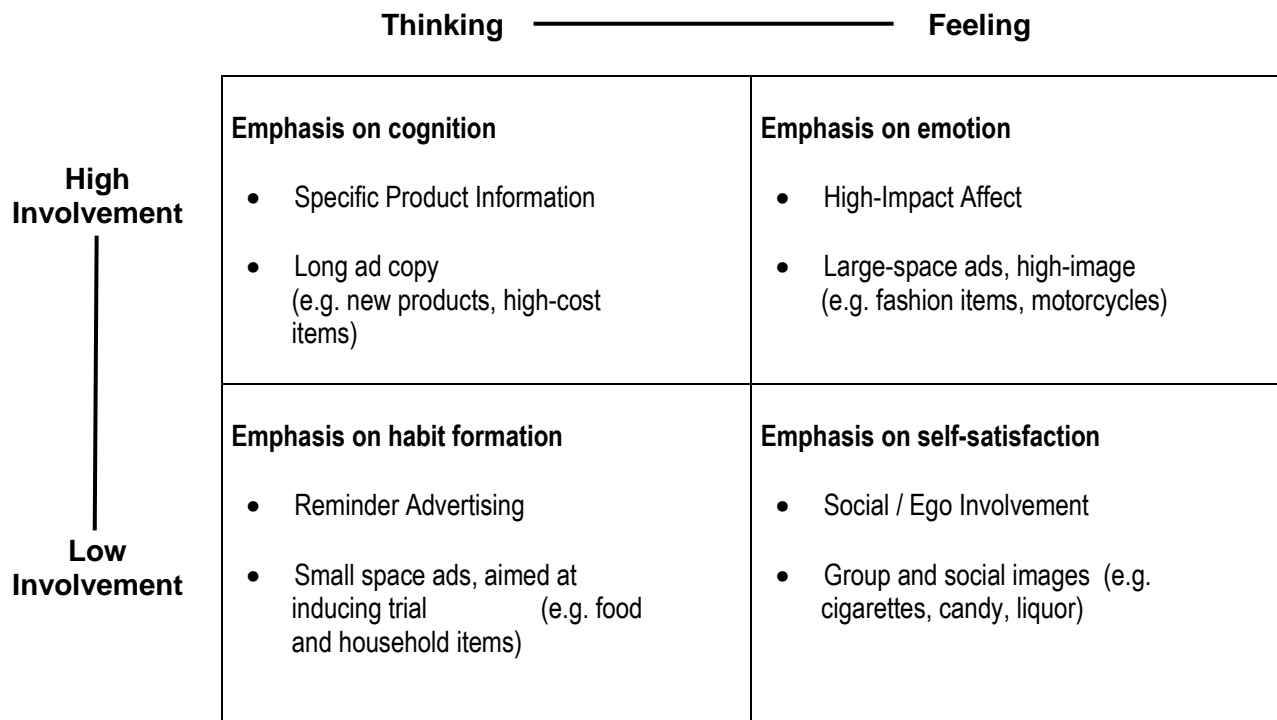 Thinking Feeling
High
Involvement
Emphasis on cognition
• Specific Product Information
• Long ad copy
(e.g. new products, high-cost
items)
Emphasis on emotion
• High-Impact Affect
• Large-space ads, high-image
(e.g. fashion items, motorcycles)
Low
Involvement
Emphasis on habit formation
• Reminder Advertising
• Small space ads, aimed at
inducing trial (e.g. food
and household items)
Emphasis on self-satisfaction
• Social / Ego Involvement
• Group and social images (e.g.
cigarettes, candy, liquor)